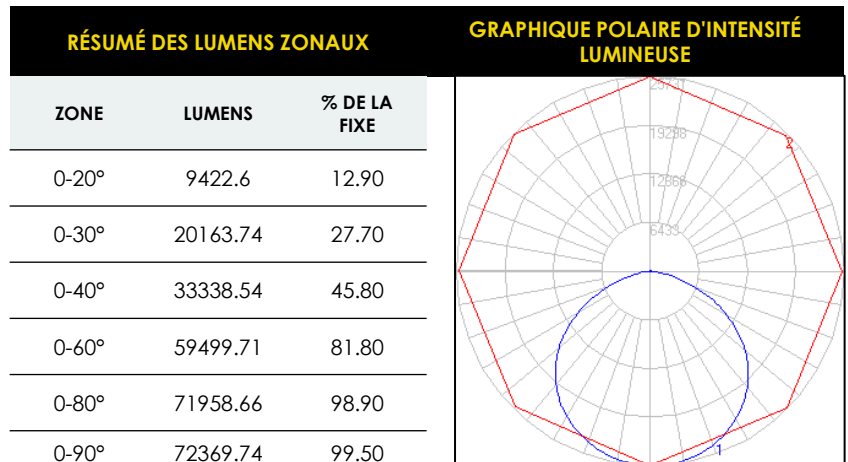 RÉSUMÉ DES LUMENS ZONAUX
GRAPHIQUE POLAIRE D'INTENSITÉ
LUMINEUSE
ZONE LUMENS % DE LA
FIXE
0-20° 9422.6 12.90
0-30° 20163.74 27.70
0-40° 33338.54 45.80
0-60° 59499.71 81.80
0-80° 71958.66 98.90
0-90° 72369.74 99.50
25731
19298
2
12866
6433
1